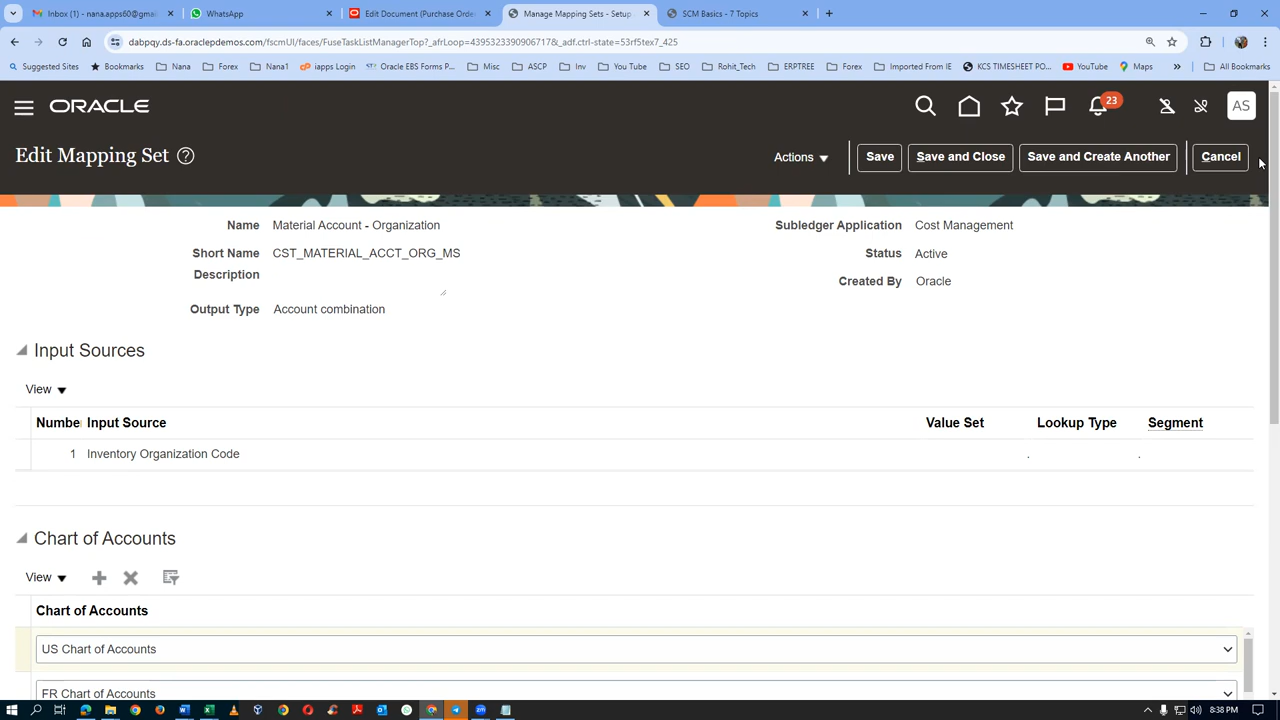 Inbox (1) - nana.apps60@gmai
WhatsApp
Edit Document (Purchase Orde
Manage Mapping Sets - Setup
SCM Basics - 7 Topics
dabpqy.ds-fa.oraclepdemos.com/fscmUI/faces/FuseTaskListManagerTop?_afrLoop=4395323390906717&_adf.ctrl-state=53rf5tex7_425
Suggested Sites
Bookmarks
Nana
Forex
Nana1
iapps Login
Oracle EBS Forms P...
Misc
ASCP
Inv
You Tube
SEO
Rohit_Tech
ERPTREE
Forex
Imported From IE
KCS TIMESHEET PO...
YouTube
Maps
All Bookmarks
ORACLE
23
AS
Edit Mapping Set
Actions
Save
Save and Close
Save and Create Another
Cancel
Name Material Account - Organization
Subledger Application Cost Management
Short Name CST_MATERIAL_ACCT_ORG_MS
Status Active
Description
Created By Oracle
Output Type Account combination
Input Sources
View
Numbe Input Source Value Set Lookup Type Segment
1 Inventory Organization Code
Chart of Accounts
View
Chart of Accounts
US Chart of Accounts
FR Chart of Accounts
8:38 PM